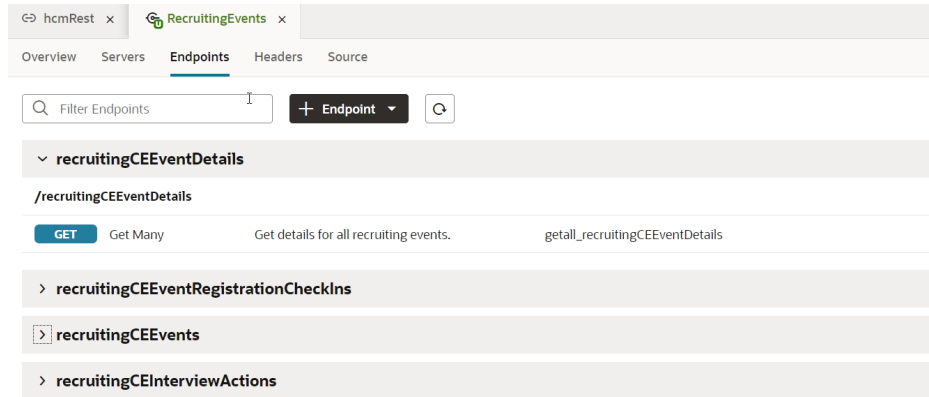 hcmRest x RecruitingEvents x
Overview Servers Endpoints Headers Source
Filter Endpoints + Endpoint
recruitingCEEventDetails
/recruitingCEEventDetails
GET Get Many Get details for all recruiting events. getall_recruitingCEEventDetails
recruitingCEEventRegistrationCheckIns
recruitingCEEvents
recruitingCEInterviewActions